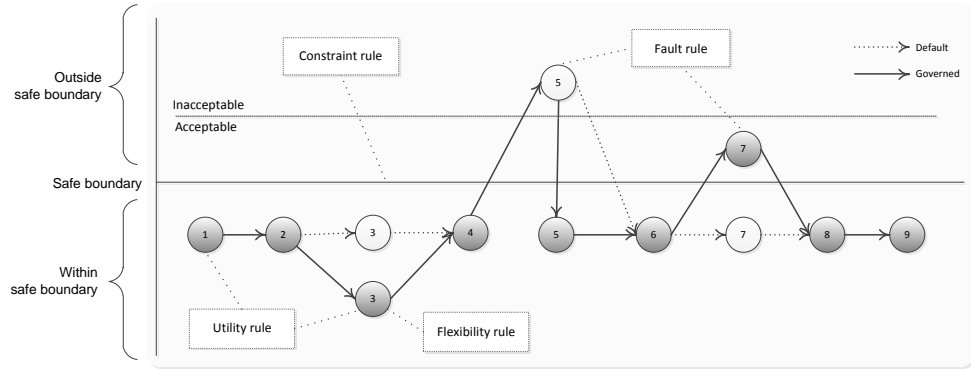 Constraint rule
Fault rule
Default
Governed
Outside
safe boundary
Inacceptable
Acceptable
Safe boundary
Within
safe boundary
5
7
1
2
3
4
5
6
7
8
9
3
Utility rule
Flexibility rule